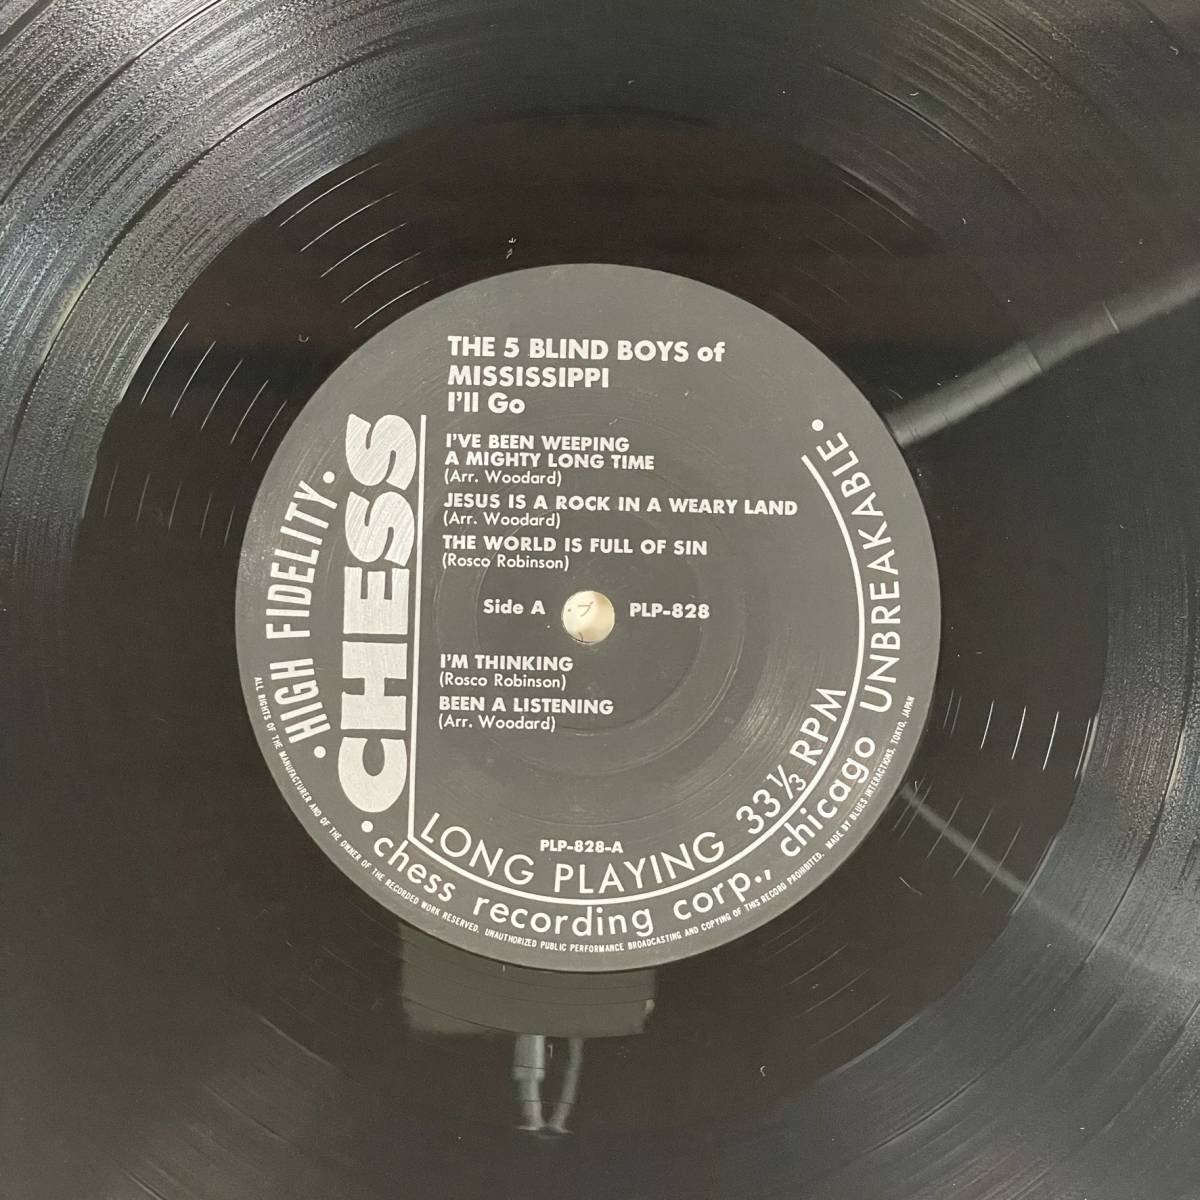 THE 5 BLIND BOYS of
MISSISSIPPI
I'll Go
I'VE BEEN WEEPING
A MIGHTY LONG TIME
(Arr. Woodard)
JESUS IS A ROCK IN A WEARY LAND
(Arr. Woodard)
THE WORLD IS FULL OF SIN
(Rosco Robinson)
Side A
PLP-828
I'M THINKING
(Rosco Robinson)
BEEN A LISTENING
(Arr. Woodard)
PLP-828-A
CHESS
• HIGH FIDELITY •
LONG PLAYING 33⅓ RPM
• chess recording corp., chicago UNBREAKABLE •
ALL RIGHTS OF THE MANUFACTURER AND OF THE OWNER OF THE RECORDED WORK RESERVED. UNAUTHORIZED PUBLIC PERFORMANCE BROADCASTING AND COPYING OF THIS RECORD PROHIBITED. MADE BY BLUES INTERACTIONS, TOKYO, JAPAN